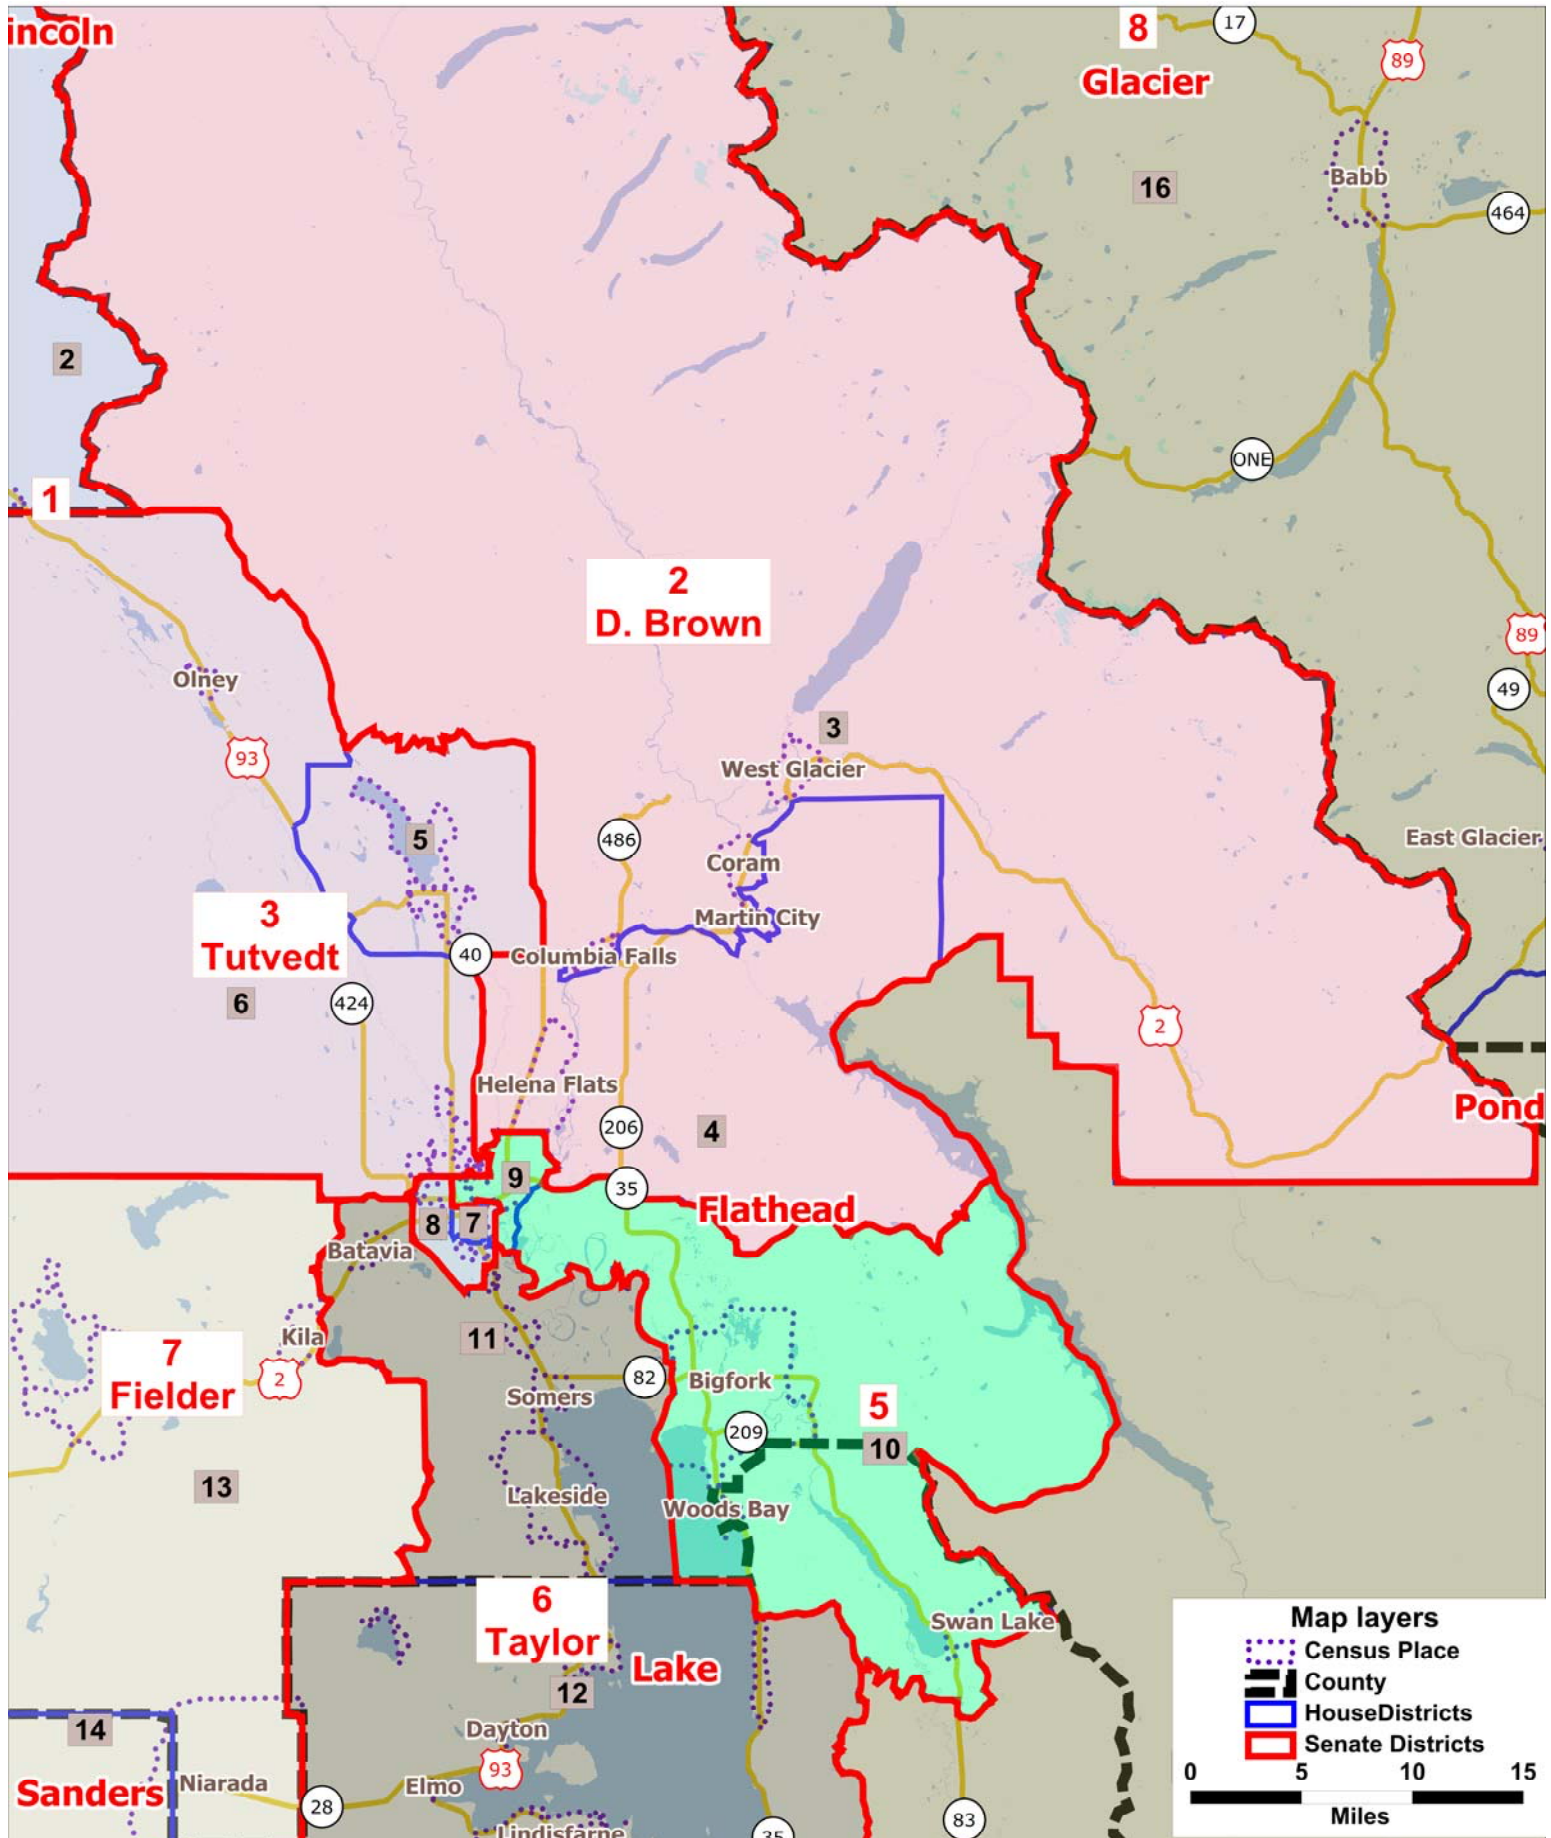 incoln
8
17
89
Glacier
16
Babb
464
2
ONE
1
2
D. Brown
89
49
Olney
93
3
West Glacier
486
5
East Glacier
Coram
3
Tutvedt
Martin City
40
Columbia Falls
6
424
2
Helena Flats
Pond
206
4
9
35
Flathead
8
7
Batavia
11
Kila
7
Fielder
2
82
Somers
Bigfork
5
209
10
13
Lakeside
Woods Bay
6
Taylor
Swan Lake
Lake
12
14
Dayton
93
Sanders
Niarada
Elmo
28
Lindisfarne
35
83
Map layers
Census Place
County
HouseDistricts
Senate Districts
0 5 10 15
Miles